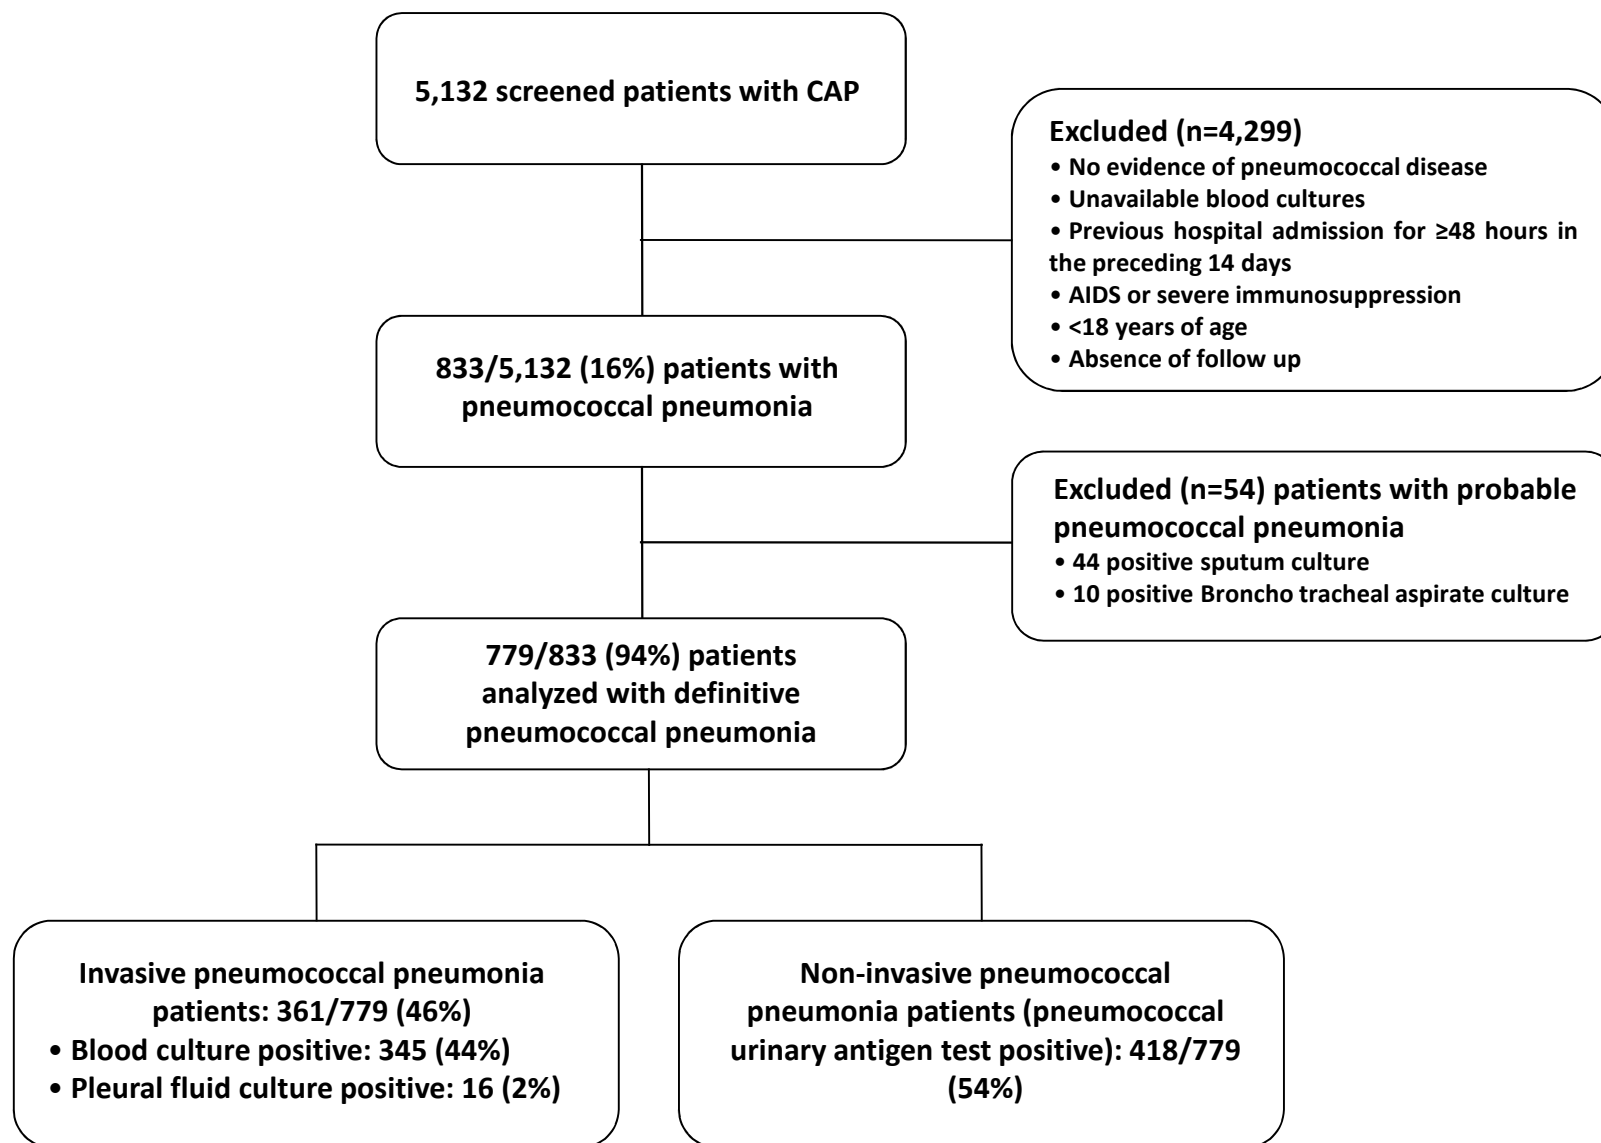 5,132 screened patients with CAP
Excluded (n=4,299)
• No evidence of pneumococcal disease
• Unavailable blood cultures
• Previous hospital admission for ≥48 hours in
the preceding 14 days
• AIDS or severe immunosuppression
• <18 years of age
• Absence of follow up
833/5,132 (16%) patients with
pneumococcal pneumonia
Excluded (n=54) patients with probable
pneumococcal pneumonia
• 44 positive sputum culture
• 10 positive Broncho tracheal aspirate culture
779/833 (94%) patients
analyzed with definitive
pneumococcal pneumonia
Invasive pneumococcal pneumonia
patients: 361/779 (46%)
• Blood culture positive: 345 (44%)
• Pleural fluid culture positive: 16 (2%)
Non-invasive pneumococcal
pneumonia patients (pneumococcal
urinary antigen test positive): 418/779
(54%)